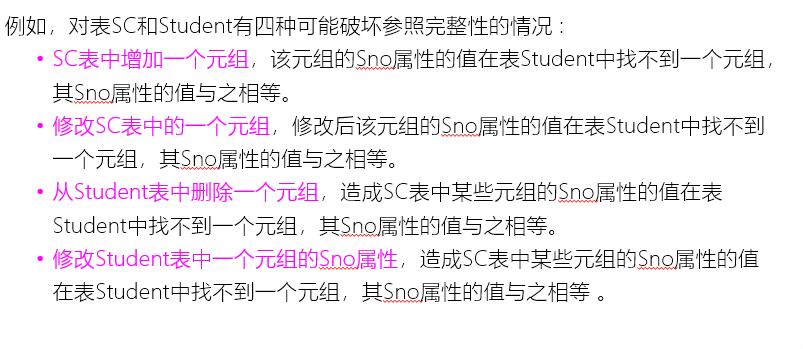 例如，对表SC和Student有四种可能破坏参照完整性的情况：
• SC表中增加一个元组，该元组的Sno属性的值在表Student中找不到一个元组，
其Sno属性的值与之相等。
• 修改SC表中的一个元组，修改后该元组的Sno属性的值在表Student中找不到
一个元组，其Sno属性的值与之相等。
• 从Student表中删除一个元组，造成SC表中某些元组的Sno属性的值在表
Student中找不到一个元组，其Sno属性的值与之相等。
• 修改Student表中一个元组的Sno属性，造成SC表中某些元组的Sno属性的值
在表Student中找不到一个元组，其Sno属性的值与之相等 。